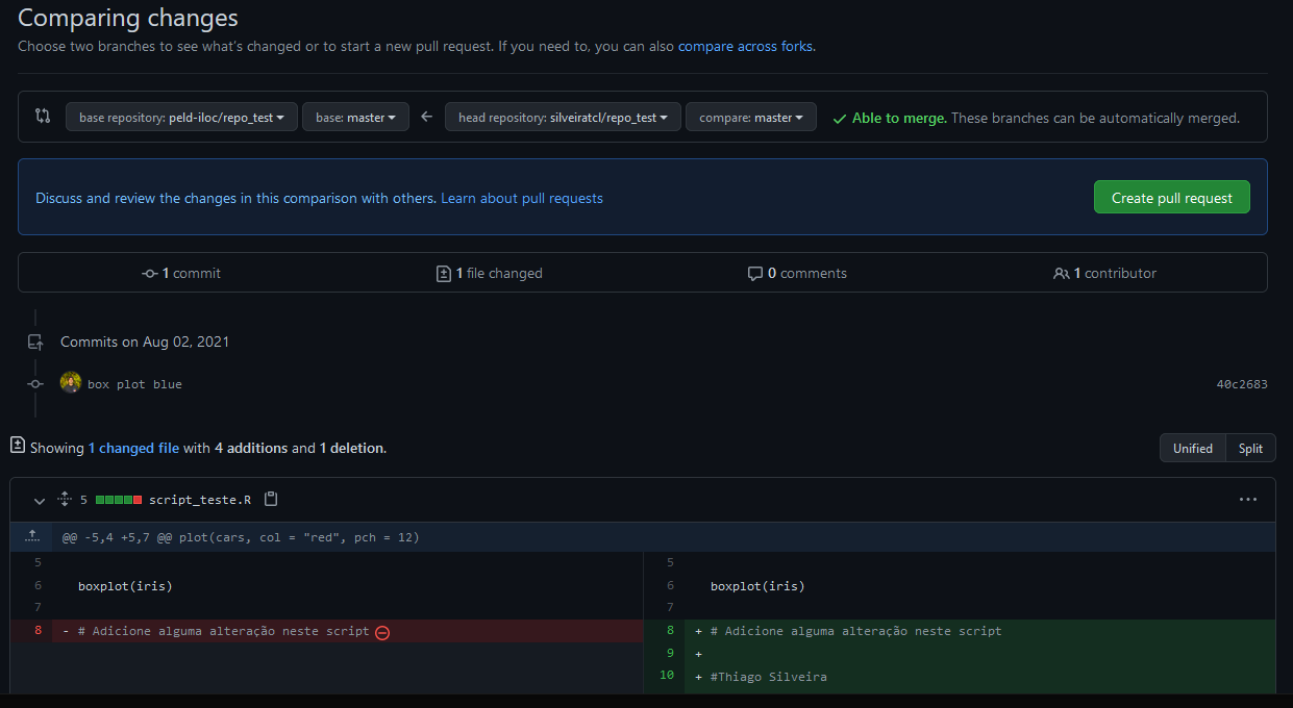 Comparing changes
Choose two branches to see what's changed or to start a new pull request. If you need to, you can also compare across forks.
base repository: peld-iloc/repo_test base: master ← head repository: silveiratcl/repo_test compare: master ✓ Able to merge. These branches can be automatically merged.
Discuss and review the changes in this comparison with others. Learn about pull requests Create pull request
1 commit 1 file changed 0 comments 1 contributor
Commits on Aug 02, 2021
box plot blue 40c2683
Showing 1 changed file with 4 additions and 1 deletion. Unified Split
5 script_teste.R ...
@@ -5,4 +5,7 @@ plot(cars, col = "red", pch = 12)
5 5
6 boxplot(iris) 6 boxplot(iris)
7 7
8 - # Adicione alguma alteração neste script 8 + # Adicione alguma alteração neste script
9 +
10 + #Thiago Silveira